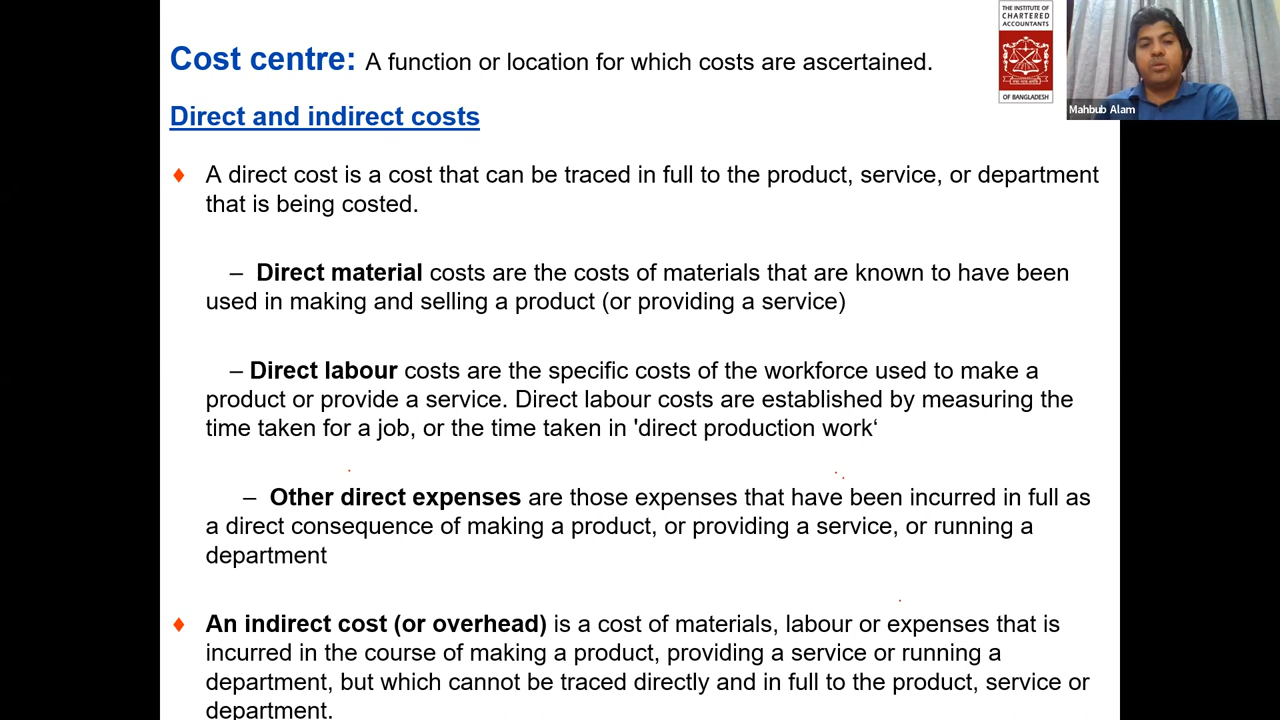 THE INSTITUTE OF
CHARTERED
ACCOUNTANTS
OF BANGLADESH
Mahbub Alam
Cost centre: A function or location for which costs are ascertained.
Direct and indirect costs
♦ A direct cost is a cost that can be traced in full to the product, service, or department
that is being costed.
– Direct material costs are the costs of materials that are known to have been
used in making and selling a product (or providing a service)
– Direct labour costs are the specific costs of the workforce used to make a
product or provide a service. Direct labour costs are established by measuring the
time taken for a job, or the time taken in 'direct production work‘
– Other direct expenses are those expenses that have been incurred in full as
a direct consequence of making a product, or providing a service, or running a
department
♦ An indirect cost (or overhead) is a cost of materials, labour or expenses that is
incurred in the course of making a product, providing a service or running a
department, but which cannot be traced directly and in full to the product, service or
department.